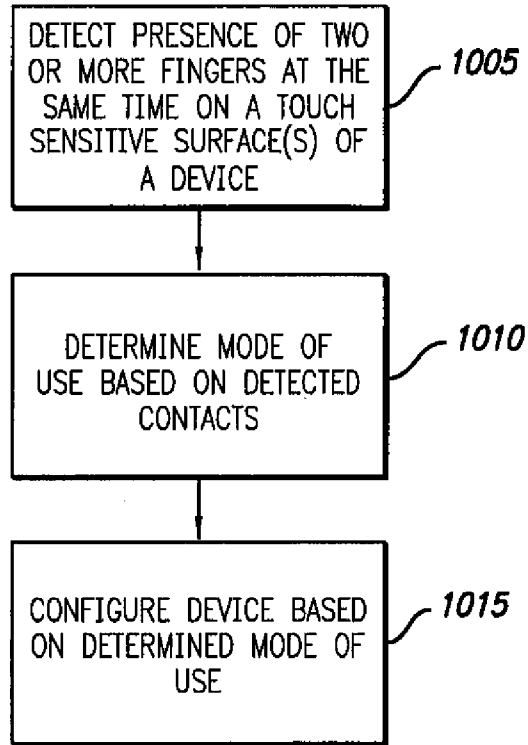 DETECT PRESENCE OF TWO
OR MORE FINGERS AT THE
SAME TIME ON A TOUCH
SENSITIVE SURFACE(S) OF
A DEVICE
1005
DETERMINE MODE OF
USE BASED ON DETECTED
CONTACTS
1010
CONFIGURE DEVICE BASED
ON DETERMINED MODE OF
USE
1015